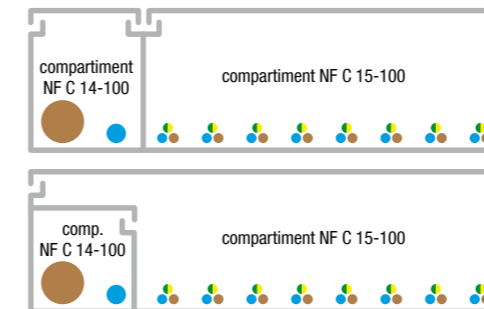 compartiment
NF C 14-100
compartiment NF C 15-100
comp.
NF C 14-100
compartiment NF C 15-100